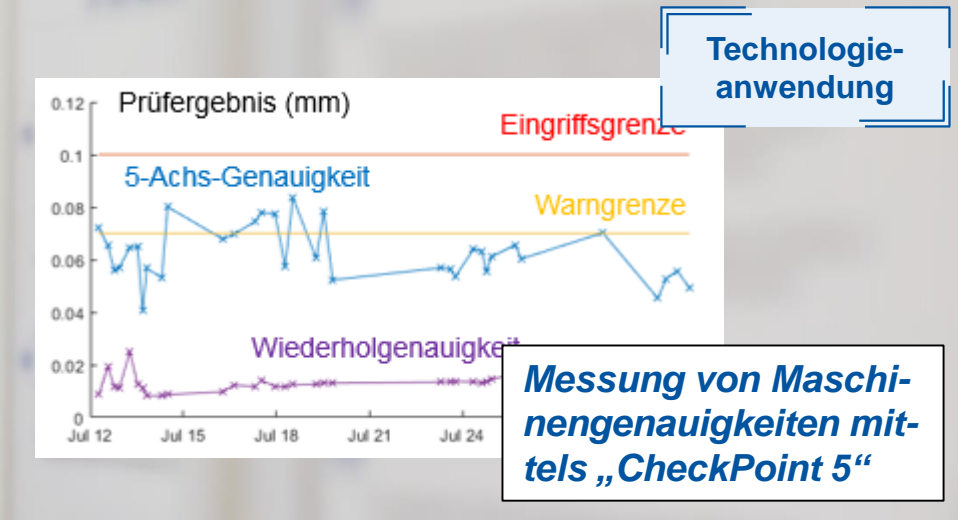 Technologie-
anwendung
Prüfergebnis (mm)
Eingriffsgrenze
5-Achs-Genauigkeit
Warngrenze
Wiederholgenauigkeit
0.12
0.1
0.08
0.06
0.04
0.02
0
Jul 12
Jul 15
Jul 18
Jul 21
Jul 24
Messung von Maschi-
nengenauigkeiten mit-
tels „CheckPoint 5“